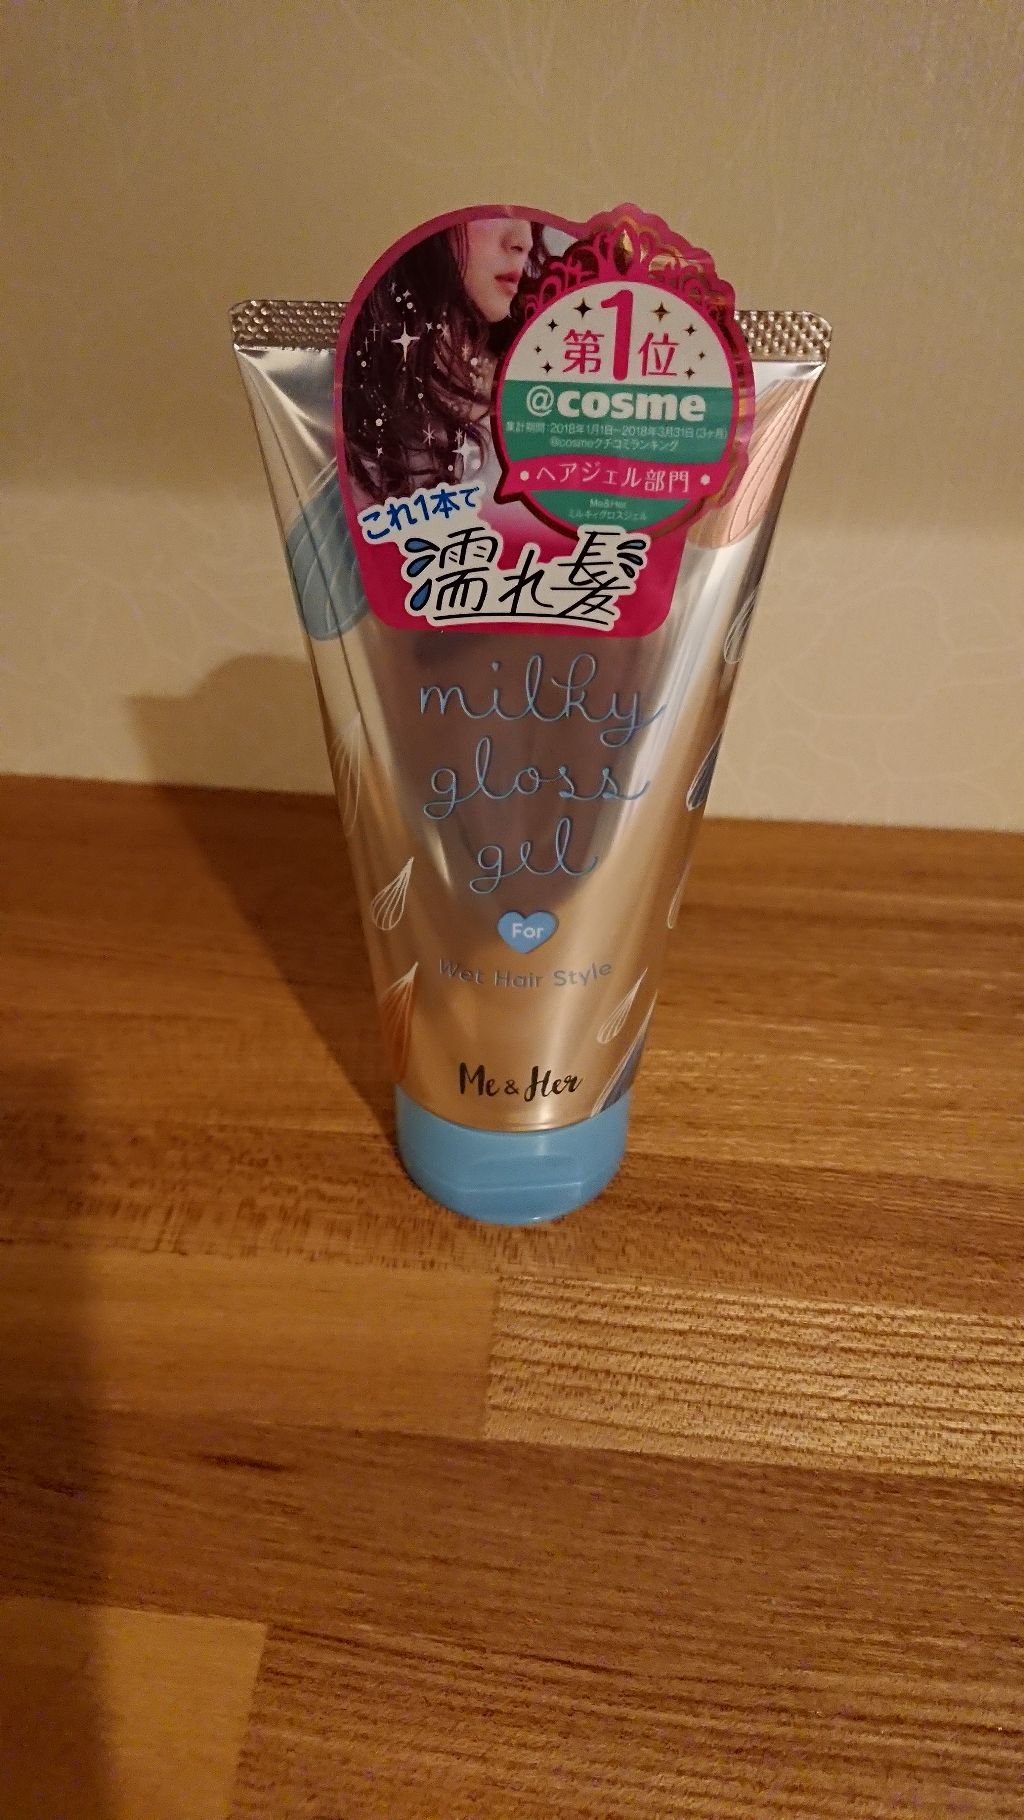 第1位
@cosme
集計期間:2018年1月1日~2018年3月31日(3ヶ月)
@cosmeクチコミランキング
ヘアジェル部門
Me&Her
ミルキィグロスジェル
これ1本で
濡れ髪
milky
gloss
gel
For
Wet Hair Style
Me & Her